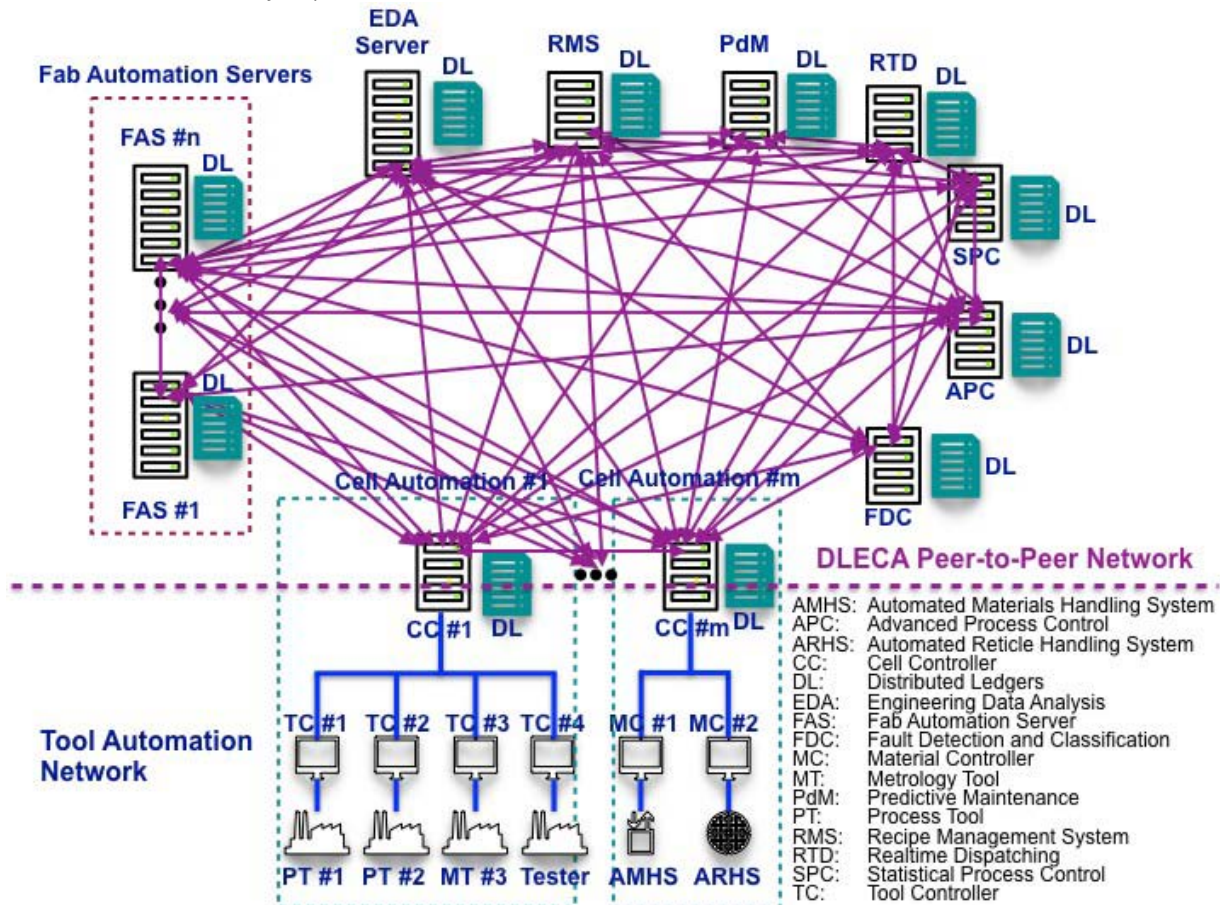 EDA
Server
RMS
PdM
RTD
DL
DL
DL
DL
Fab Automation Servers
FAS #n
DL
SPC
DL
APC
DL
DL
FAS #1
FDC
DL
Cell Automation #1
Cell Automation #m
DLECA Peer-to-Peer Network
CC #1
DL
CC #m
DL
Tool Automation
Network
TC #1
TC #2
TC #3
TC #4
MC #1
MC #2
PT #1
PT #2
MT #3
Tester
AMHS
ARHS
AMHS: Automated Materials Handling System
APC: Advanced Process Control
ARHS: Automated Reticle Handling System
CC: Cell Controller
DL: Distributed Ledgers
EDA: Engineering Data Analysis
FAS: Fab Automation Server
FDC: Fault Detection and Classification
MC: Material Controller
MT: Metrology Tool
PdM: Predictive Maintenance
PT: Process Tool
RMS: Recipe Management System
RTD: Realtime Dispatching
SPC: Statistical Process Control
TC: Tool Controller